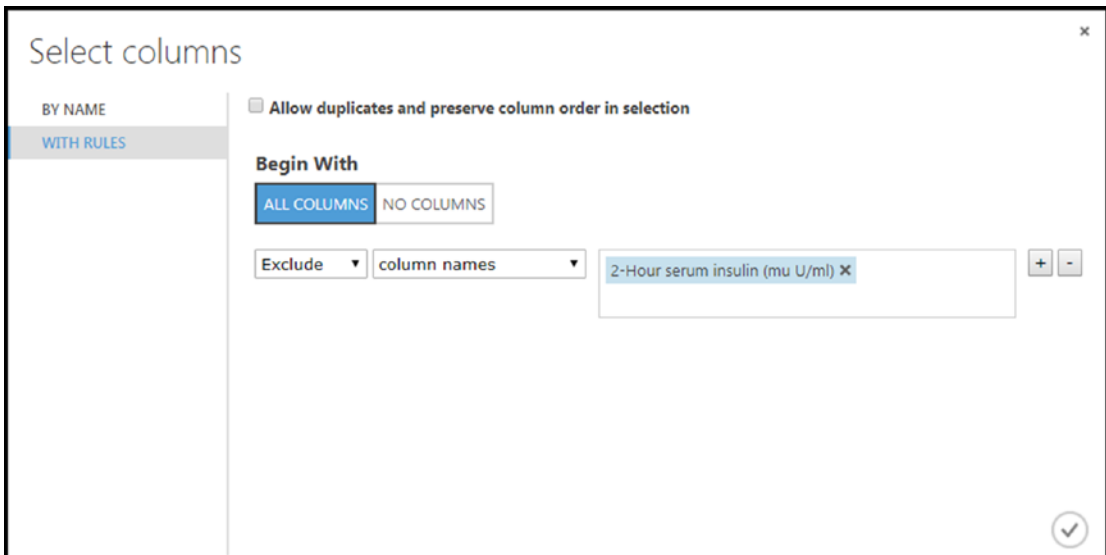 Select columns
BY NAME
WITH RULES
Allow duplicates and preserve column order in selection
Begin With
ALL COLUMNS NO COLUMNS
Exclude column names 2-Hour serum insulin (mu U/ml) + -